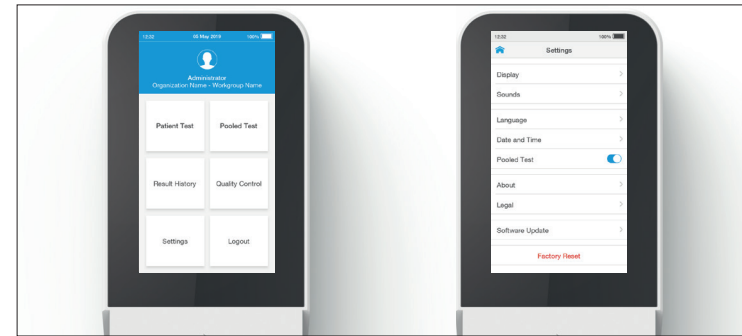 12:32 05 May 2019 100%
Administrator
Organization Name - Workgroup Name
Patient Test Pooled Test
Result History Quality Control
Settings Logout
12:32 100%
Settings
Display
Sounds
Language
Date and Time
Pooled Test
About
Legal
Software Update
Factory Reset